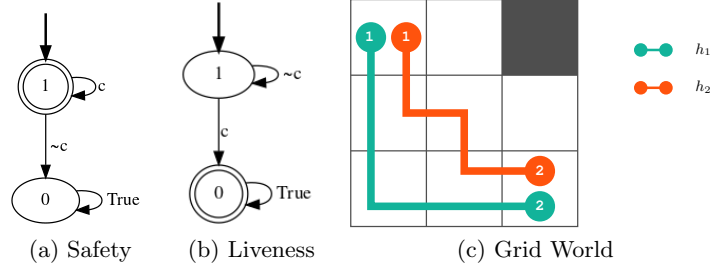 1
c
~c
0
True
(a) Safety
1
~c
c
0
True
(b) Liveness
1
1
2
2
(c) Grid World
h1
h2